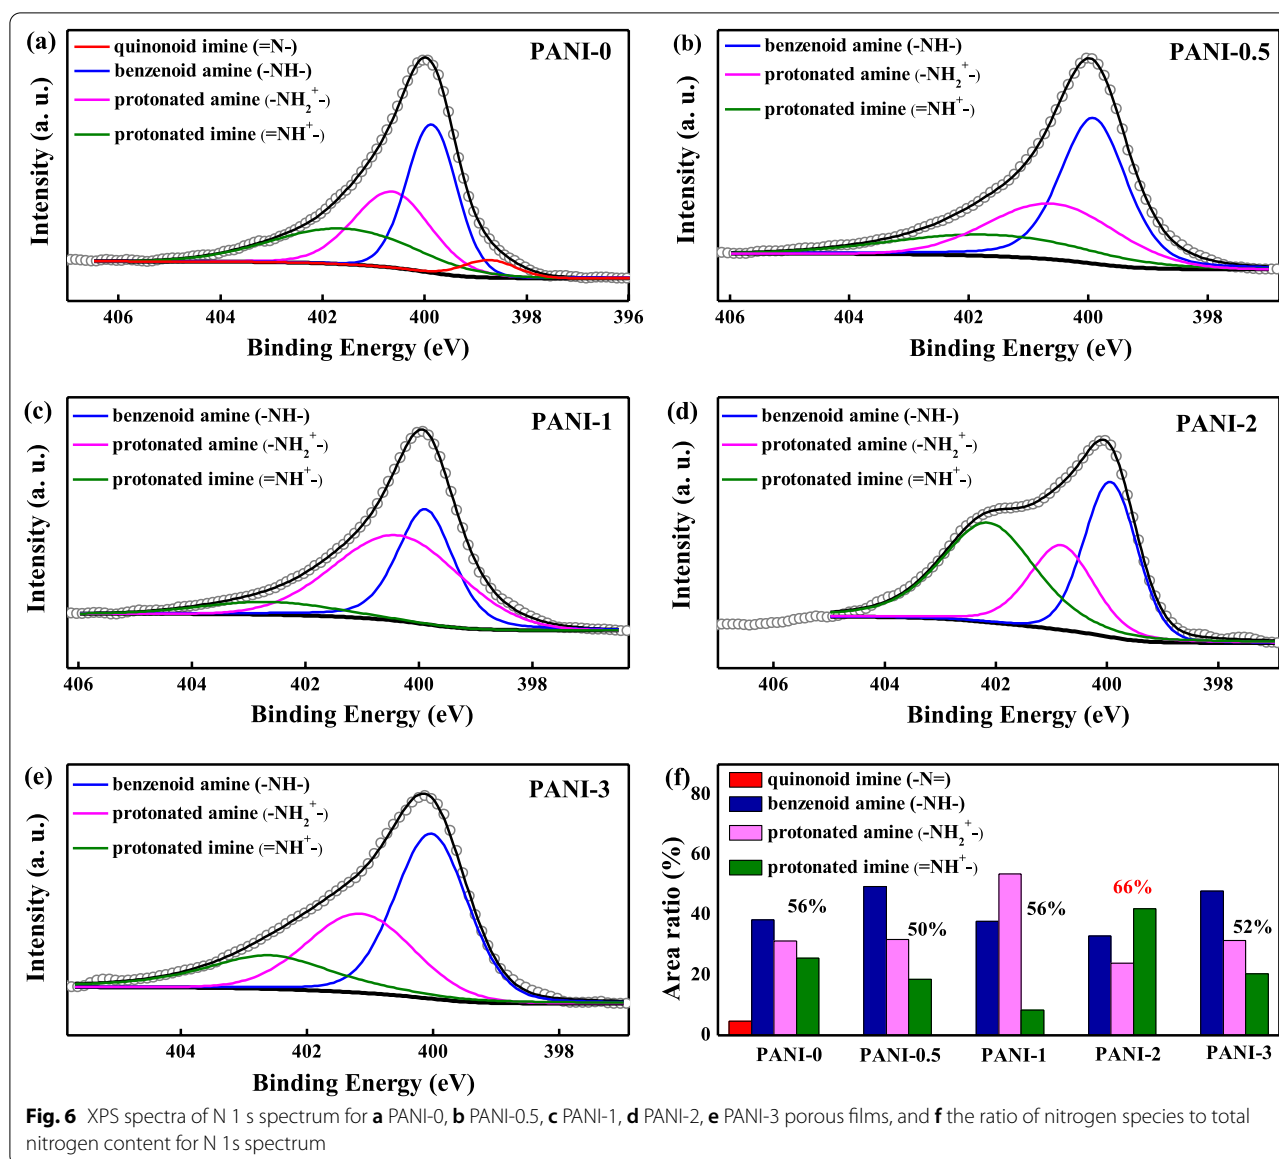 (a)
quinonoid imine (=N-)
benzenoid amine (-NH-)
protonated amine (-NH₂⁺-)
protonated imine (=NH⁺-)
PANI-0
Intensity (a. u.)
406 404 402 400 398 396
Binding Energy (eV)
(b)
benzenoid amine (-NH-)
protonated amine (-NH₂⁺-)
protonated imine (=NH⁺-)
PANI-0.5
Intensity (a. u.)
406 404 402 400 398
Binding Energy (eV)
(c)
benzenoid amine (-NH-)
protonated amine (-NH₂⁺-)
protonated imine (=NH⁺-)
PANI-1
Intensity (a. u.)
406 404 402 400 398
Binding Energy (eV)
(d)
benzenoid amine (-NH-)
protonated amine (-NH₂⁺-)
protonated imine (=NH⁺-)
PANI-2
Intensity (a. u.)
406 404 402 400 398
Binding Energy (eV)
(e)
benzenoid amine (-NH-)
protonated amine (-NH₂⁺-)
protonated imine (=NH⁺-)
PANI-3
Intensity (a. u.)
404 402 400 398
Binding Energy (eV)
(f)
quinonoid imine (-N=)
benzenoid amine (-NH-)
protonated amine (-NH₂⁺-)
protonated imine (=NH⁺-)
Area ratio (%)
80
60
40
20
0
56% 50% 56% 66% 52%
PANI-0 PANI-0.5 PANI-1 PANI-2 PANI-3
Fig. 6 XPS spectra of N 1 s spectrum for a PANI-0, b PANI-0.5, c PANI-1, d PANI-2, e PANI-3 porous films, and f the ratio of nitrogen species to total
nitrogen content for N 1s spectrum